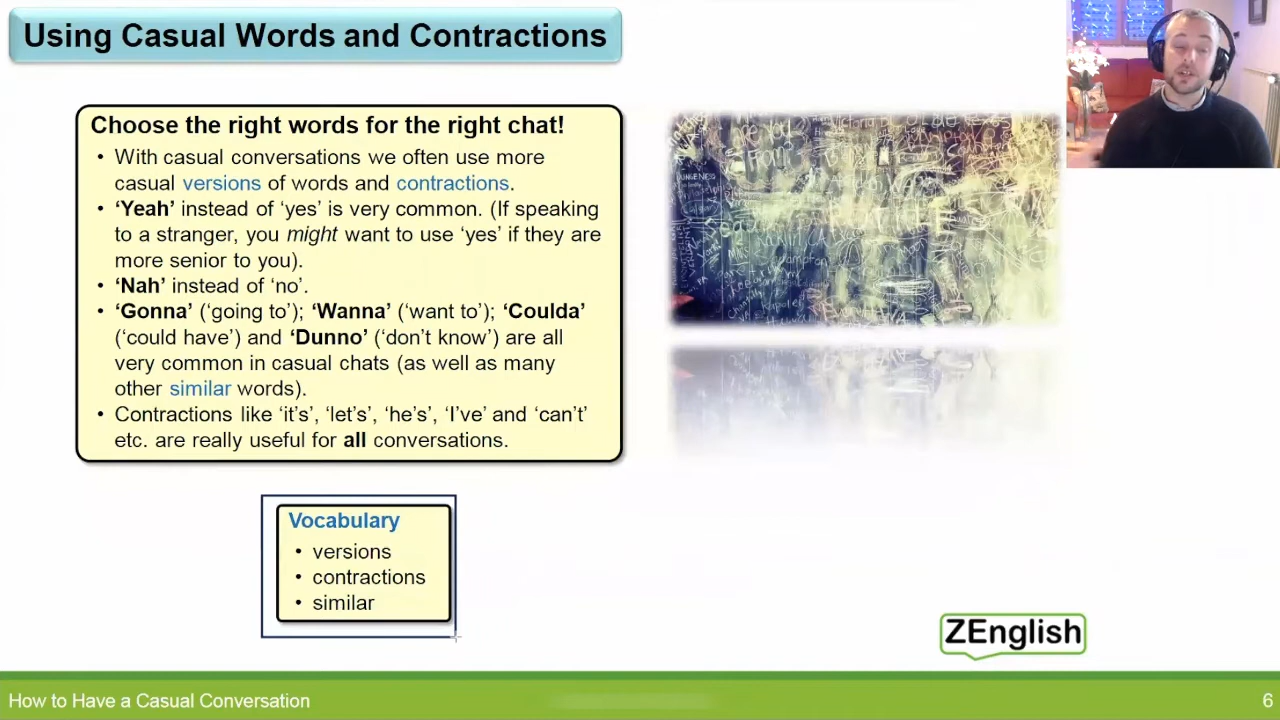 Using Casual Words and Contractions
Choose the right words for the right chat!
• With casual conversations we often use more
casual versions of words and contractions.
• ‘Yeah’ instead of ‘yes’ is very common. (If speaking
to a stranger, you might want to use ‘yes’ if they are
more senior to you).
• ‘Nah’ instead of ‘no’.
• ‘Gonna’ (‘going to’); ‘Wanna’ (‘want to’); ‘Coulda’
(‘could have’) and ‘Dunno’ (‘don’t know’) are all
very common in casual chats (as well as many
other similar words).
• Contractions like ‘it’s’, ‘let’s’, ‘he’s’, ‘I’ve’ and ‘can’t’
etc. are really useful for all conversations.
Vocabulary
• versions
• contractions
• similar
ZEnglish
How to Have a Casual Conversation
6